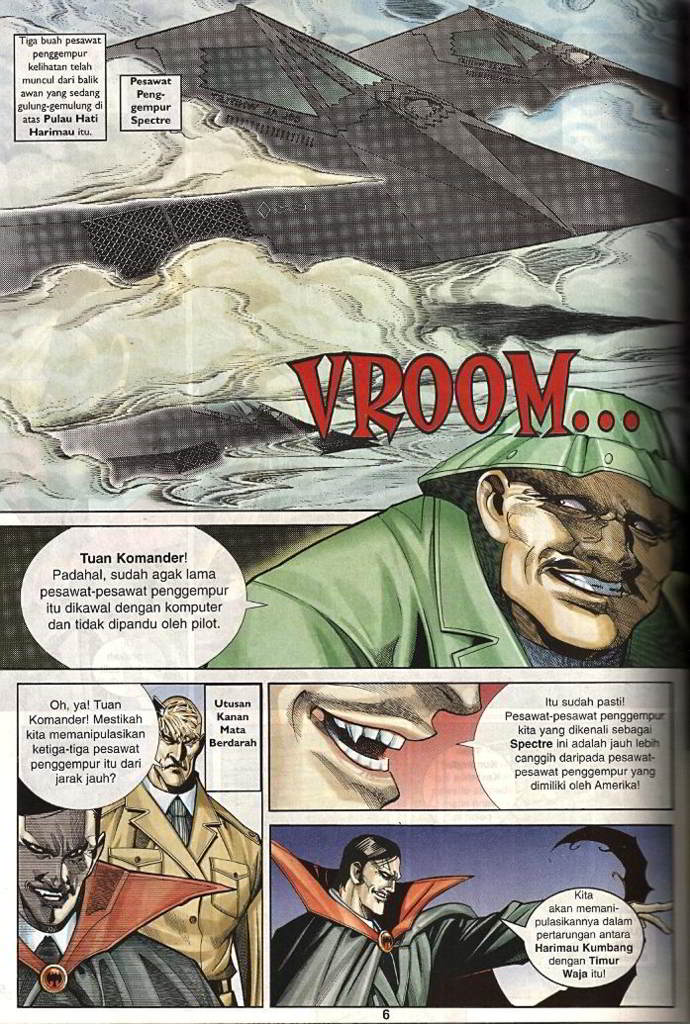 Tiga buah pesawat
penggempur
kelihatan telah
muncul dari balik
awan yang sedang
gulung-gemulung di
atas Pulau Hati
Harimau itu.
Pesawat
Peng-
gempur
Spectre
VROOM...
Tuan Komander!
Padahal, sudah agak lama
pesawat-pesawat penggempur
itu dikawal dengan komputer
dan tidak dipandu oleh pilot.
Oh, ya! Tuan
Komander! Mestikah
kita memanipulasikan
ketiga-tiga pesawat
penggempur itu dari
jarak jauh?
Utusan
Kanan
Mata
Berdarah
Itu sudah pasti!
Pesawat-pesawat penggempur
kita yang dikenali sebagai
Spectre ini adalah jauh lebih
canggih daripada pesawat-
pesawat penggempur yang
dimiliki oleh Amerika!
Kita
akan memani-
pulasikannya dalam
pertarungan antara
Harimau Kumbang
dengan Timur
Waja itu!
6